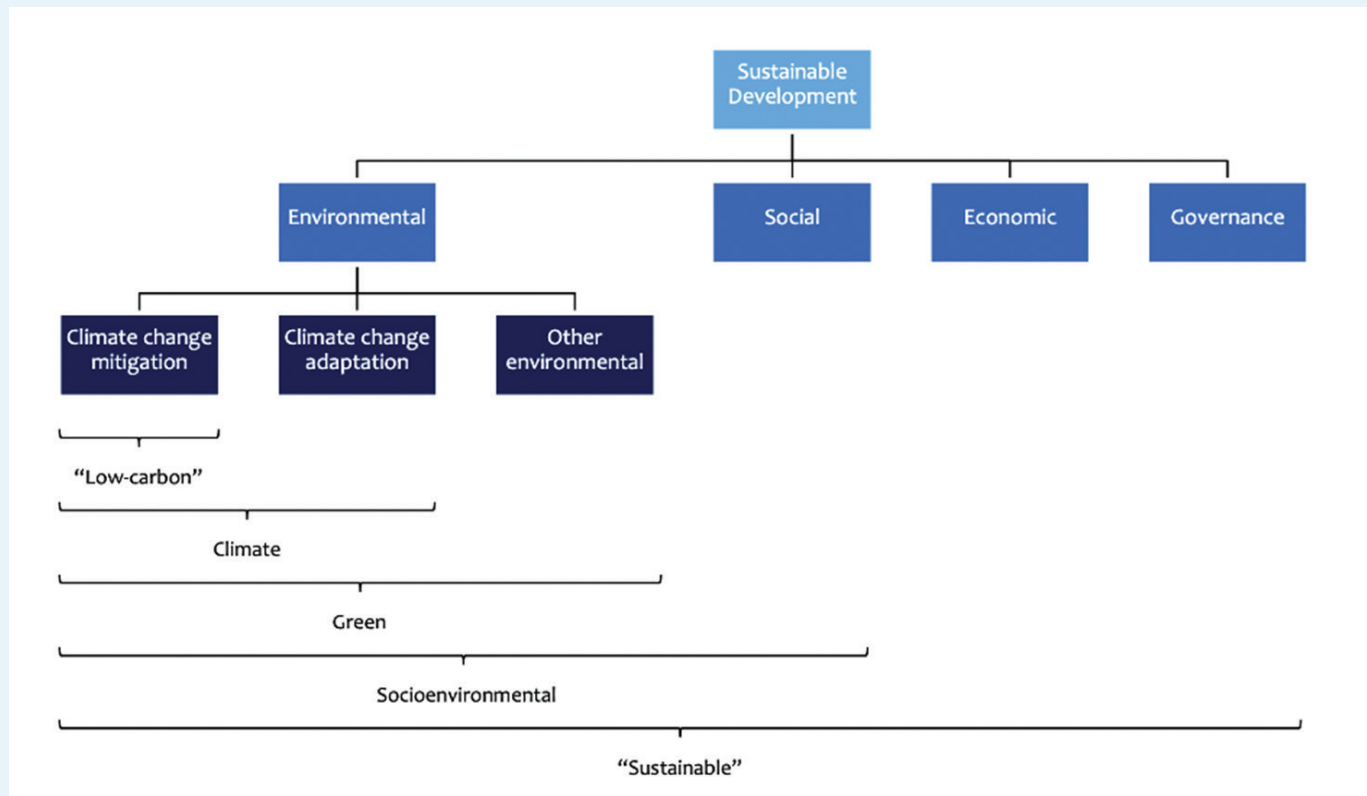 Sustainable
Development
Environmental
Social
Economic
Governance
Climate change
mitigation
Climate change
adaptation
Other
environmental
“Low-carbon”
Climate
Green
Socioenvironmental
“Sustainable”